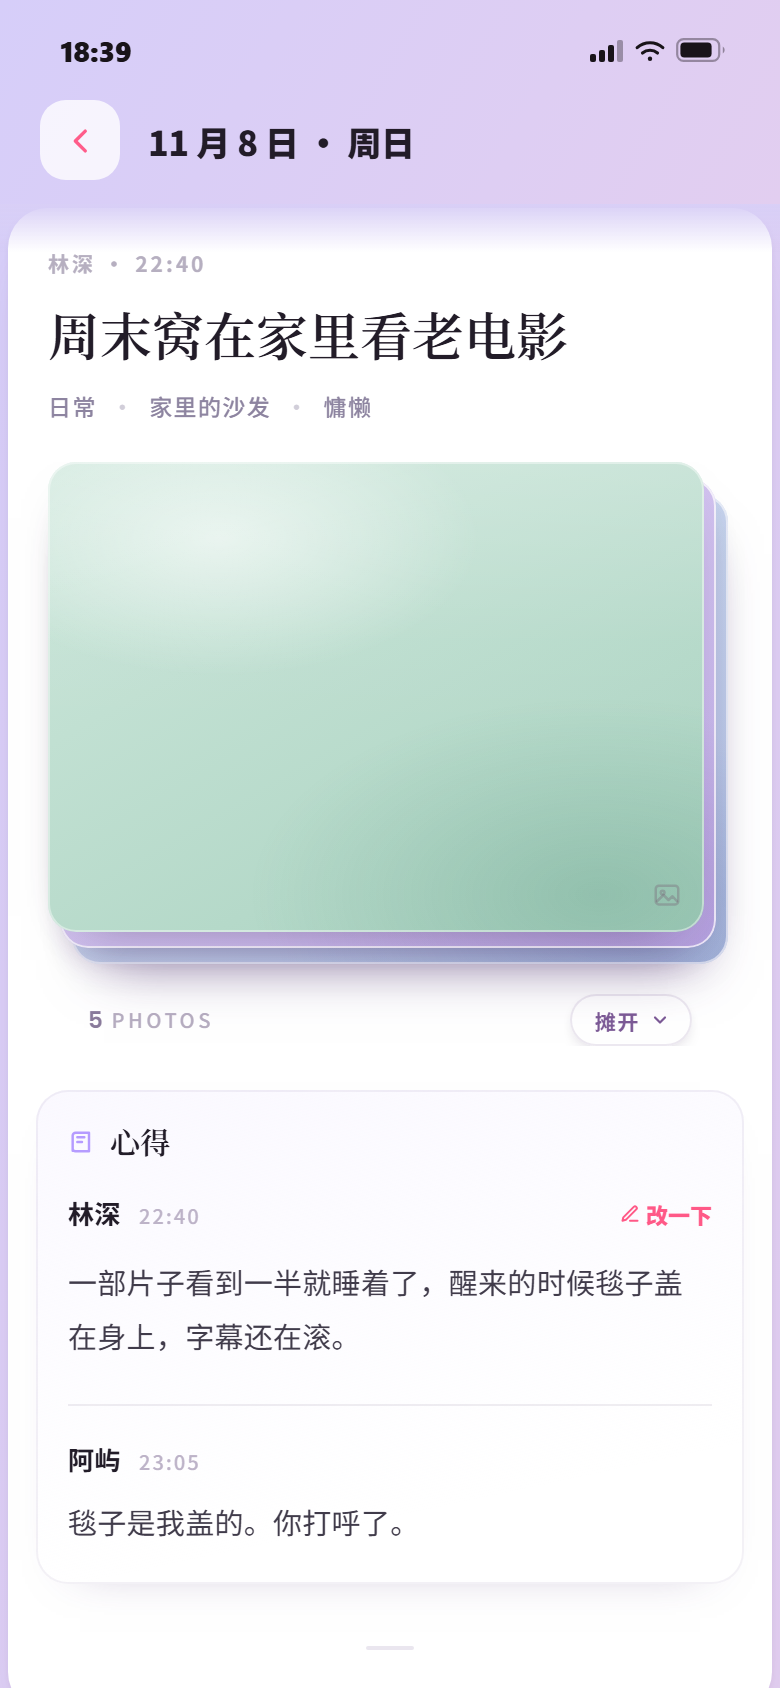 18:39
11 月 8 日 · 周日
林深 · 22:40
周末窝在家里看老电影
日常 · 家里的沙发 · 慵懒
5 PHOTOS
摊开
心得
林深 22:40
改一下
一部片子看到一半就睡着了，醒来的时候毯子盖
在身上，字幕还在滚。
阿屿 23:05
毯子是我盖的。你打呼了。